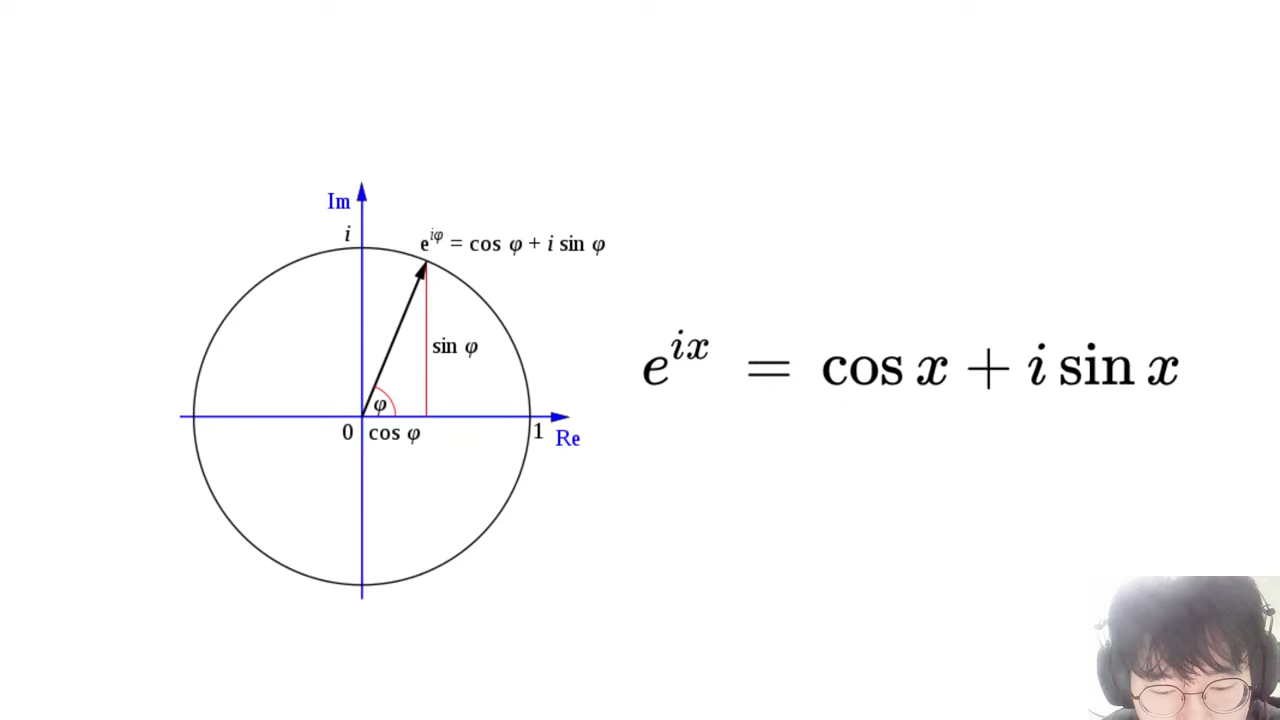 Im
i
e^{iφ} = cos φ + i sin φ
sin φ
e^{ix} = cos x + i sin x
φ
0 cos φ 1 Re